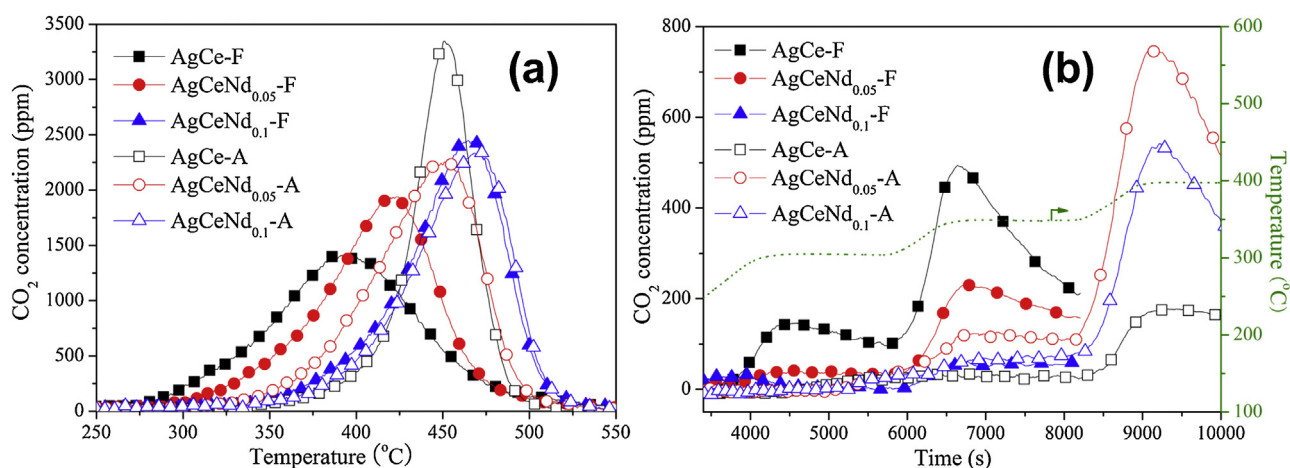 (a)
AgCe-F
AgCeNd0.05-F
AgCeNd0.1-F
AgCe-A
AgCeNd0.05-A
AgCeNd0.1-A
CO2 concentration (ppm)
3500
3000
2500
2000
1500
1000
500
0
250 300 350 400 450 500 550
Temperature (°C)
(b)
AgCe-F
AgCeNd0.05-F
AgCeNd0.1-F
AgCe-A
AgCeNd0.05-A
AgCeNd0.1-A
CO2 concentration (ppm)
800
600
400
200
0
4000 5000 6000 7000 8000 9000 10000
Time (s)
600
500
400
300
200
100
Temperature (°C)